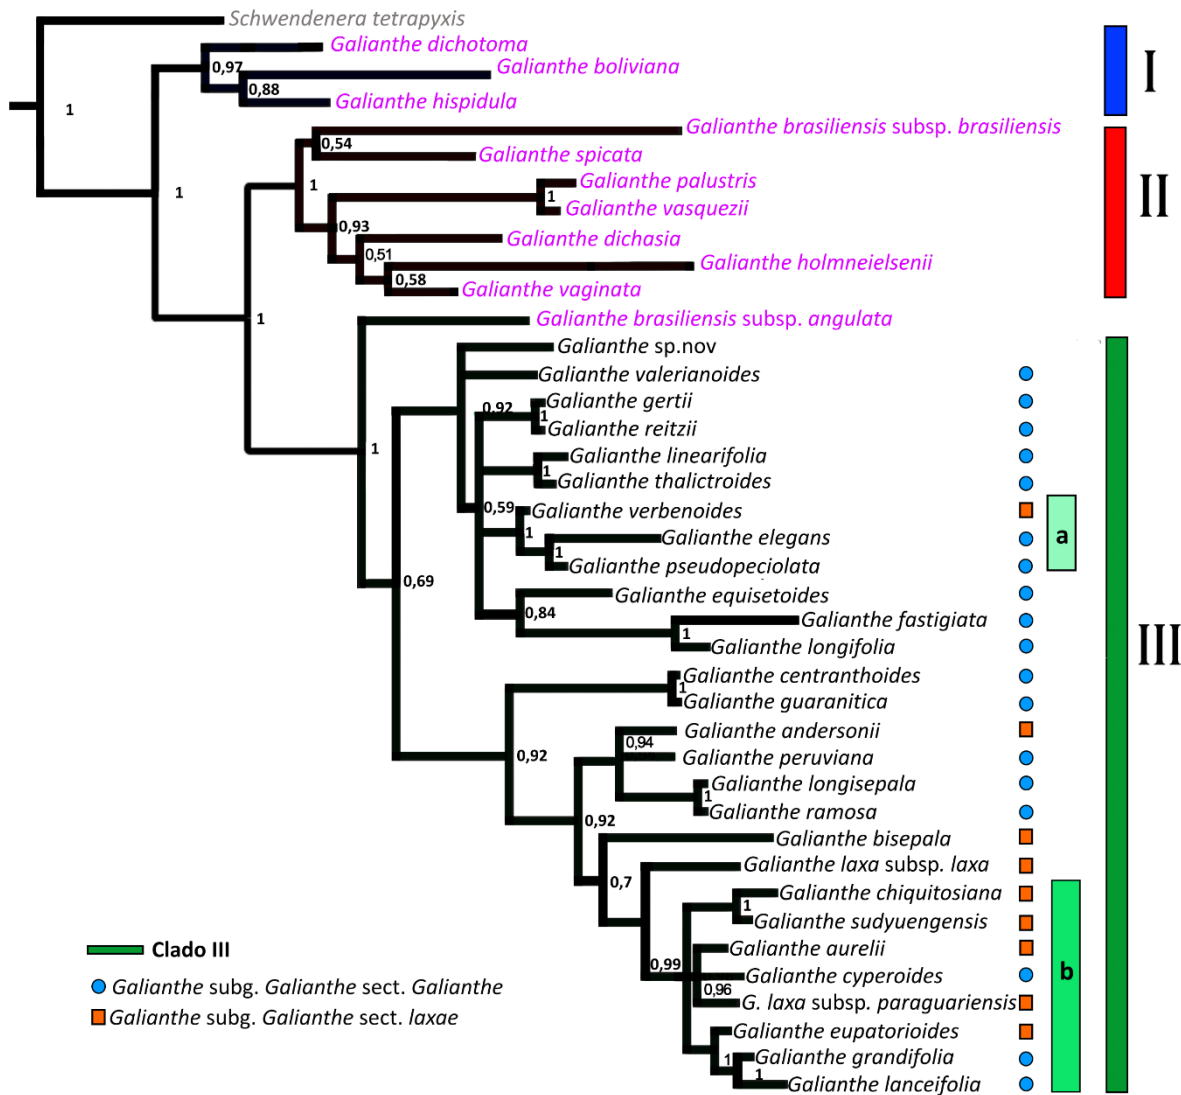 Schwendenera tetrapyxis
Galianthe dichotoma
0,97
Galianthe boliviana
0,88
Galianthe hispidula
I
1
Galianthe brasiliensis subsp. brasiliensis
0,54
Galianthe spicata
Galianthe palustris
1
1
1
Galianthe vasquezii
II
0,93
Galianthe dichasia
0,51
Galianthe holmneielsenii
0,58
Galianthe vaginata
1
Galianthe brasiliensis subsp. angulata
Galianthe sp.nov
Galianthe valerianoides
Galianthe gertii
0,92
1
Galianthe reitzii
1
Galianthe linearifolia
1
Galianthe thalictroides
0,59
Galianthe verbenoides
1
Galianthe elegans
a
1
Galianthe pseudopeciolata
0,69
Galianthe equisetoides
0,84
Galianthe fastigiata
1
Galianthe longifolia
III
Galianthe centranthoides
1
Galianthe guaranitica
Galianthe andersonii
0,94
0,92
Galianthe peruviana
Galianthe longisepala
1
Galianthe ramosa
0,92
Galianthe bisepala
Galianthe laxa subsp. laxa
0,7
Galianthe chiquitosiana
1
Galianthe sudyuengensis
Galianthe aurelii
0,99
Galianthe cyperoides
b
0,96
G. laxa subsp. paraguariensis
Galianthe eupatorioides
1
Galianthe grandifolia
1
Galianthe lanceifolia
Clado III
Galianthe subg. Galianthe sect. Galianthe
Galianthe subg. Galianthe sect. laxae